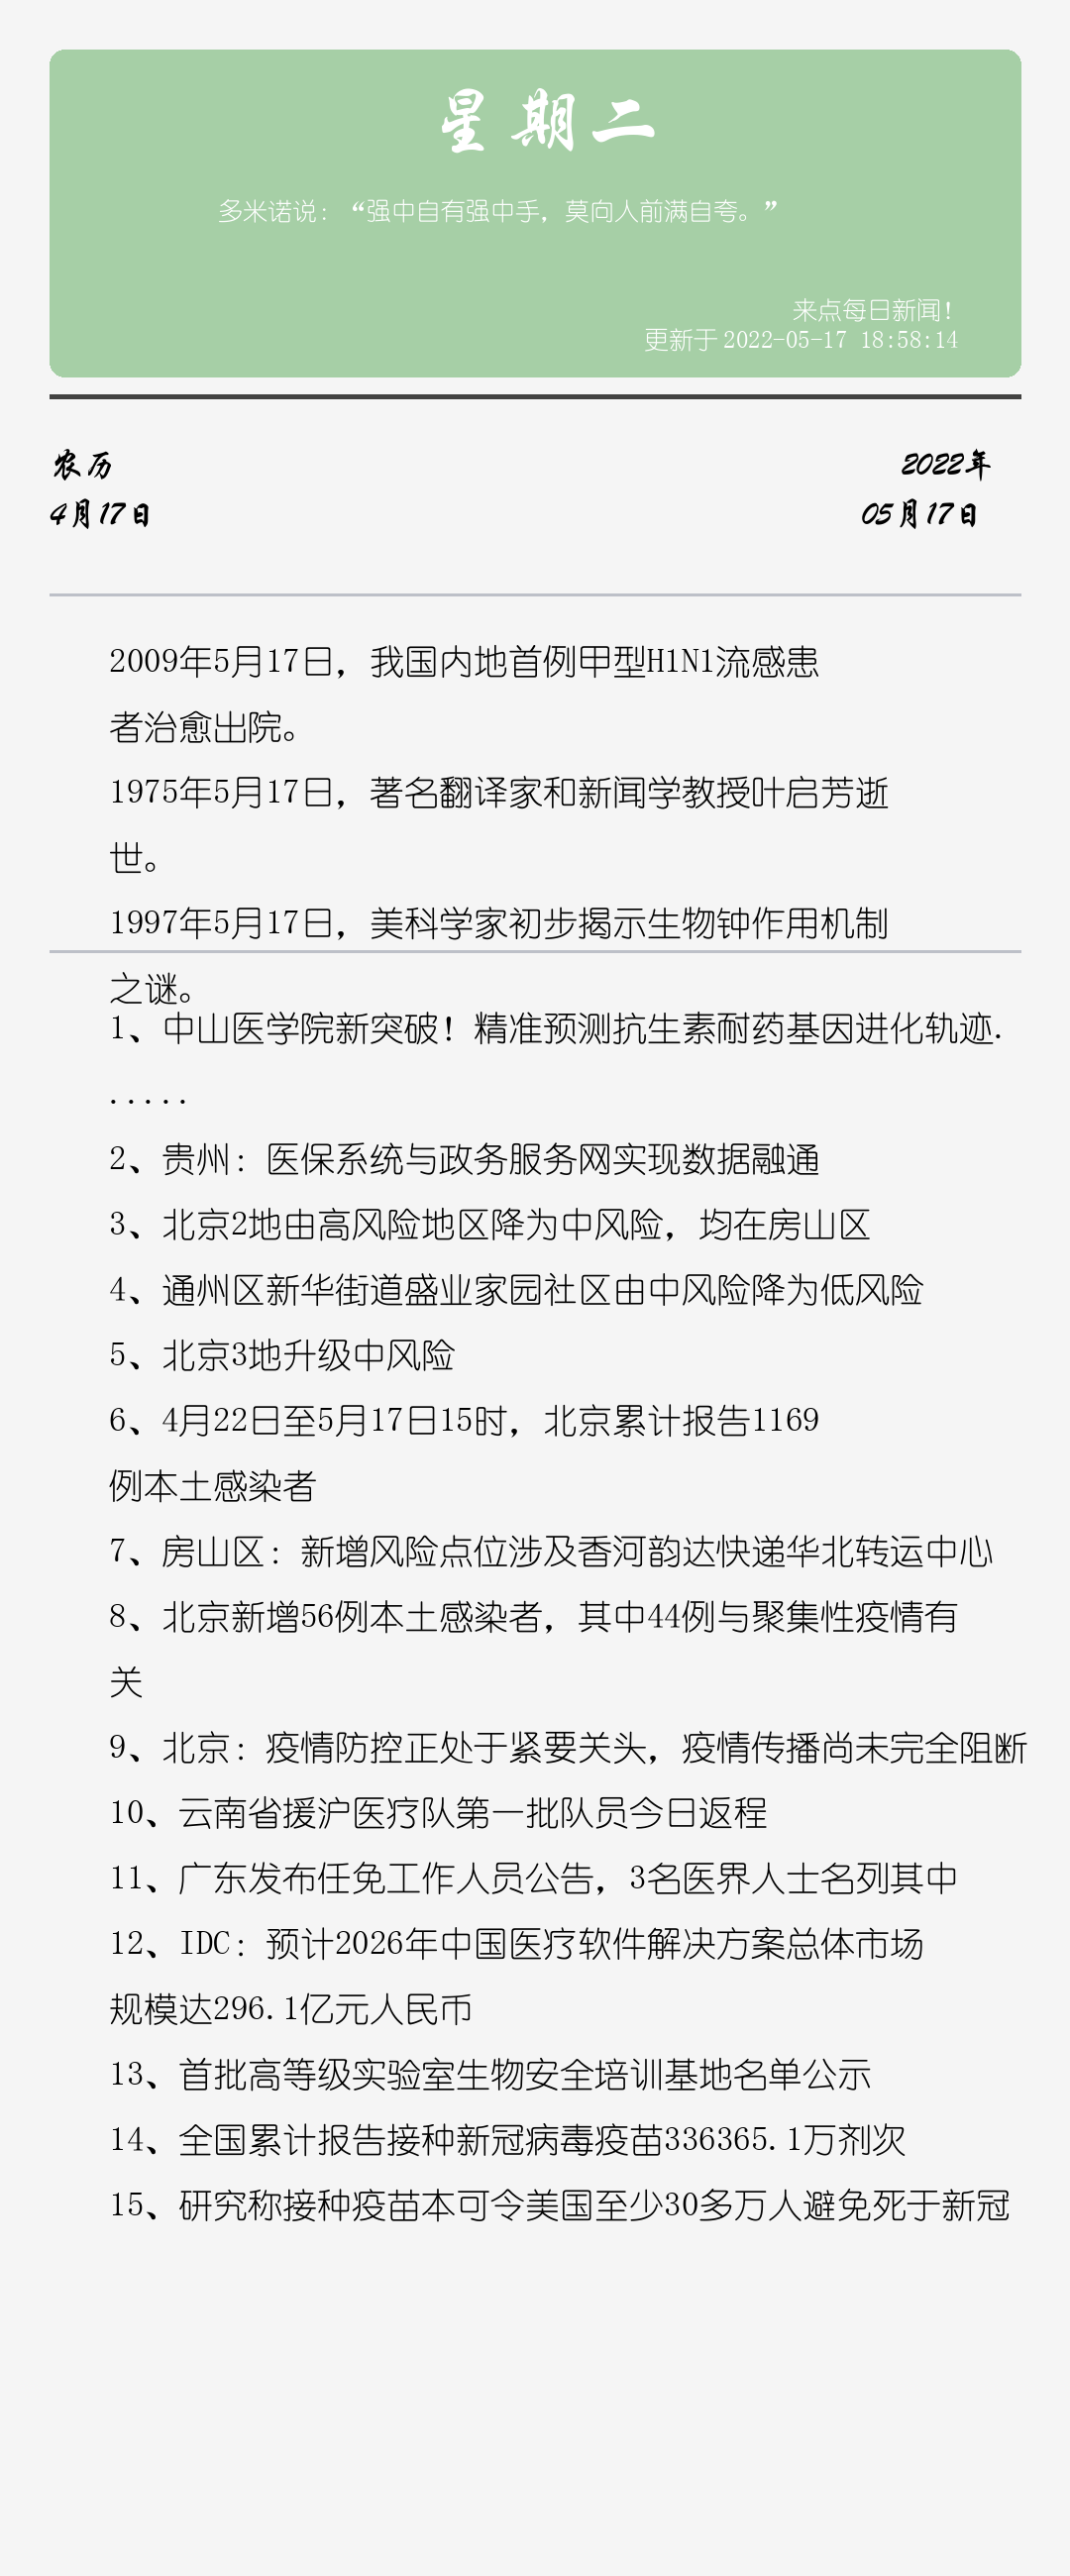 星期二
多米诺说：“强中自有强中手，莫向人前满自夸。”
来点每日新闻！
更新于 2022-05-17 18:58:14
农历
4月17日
2022年
05月17日
2009年5月17日，我国内地首例甲型H1N1流感患
者治愈出院。
1975年5月17日，著名翻译家和新闻学教授叶启芳逝
世。
1997年5月17日，美科学家初步揭示生物钟作用机制
之谜。
1、中山医学院新突破！精准预测抗生素耐药基因进化轨迹.
.....
2、贵州：医保系统与政务服务网实现数据融通
3、北京2地由高风险地区降为中风险，均在房山区
4、通州区新华街道盛业家园社区由中风险降为低风险
5、北京3地升级中风险
6、4月22日至5月17日15时，北京累计报告1169
例本土感染者
7、房山区：新增风险点位涉及香河韵达快递华北转运中心
8、北京新增56例本土感染者，其中44例与聚集性疫情有
关
9、北京：疫情防控正处于紧要关头，疫情传播尚未完全阻断
10、云南省援沪医疗队第一批队员今日返程
11、广东发布任免工作人员公告，3名医界人士名列其中
12、IDC：预计2026年中国医疗软件解决方案总体市场
规模达296.1亿元人民币
13、首批高等级实验室生物安全培训基地名单公示
14、全国累计报告接种新冠病毒疫苗336365.1万剂次
15、研究称接种疫苗本可令美国至少30多万人避免死于新冠